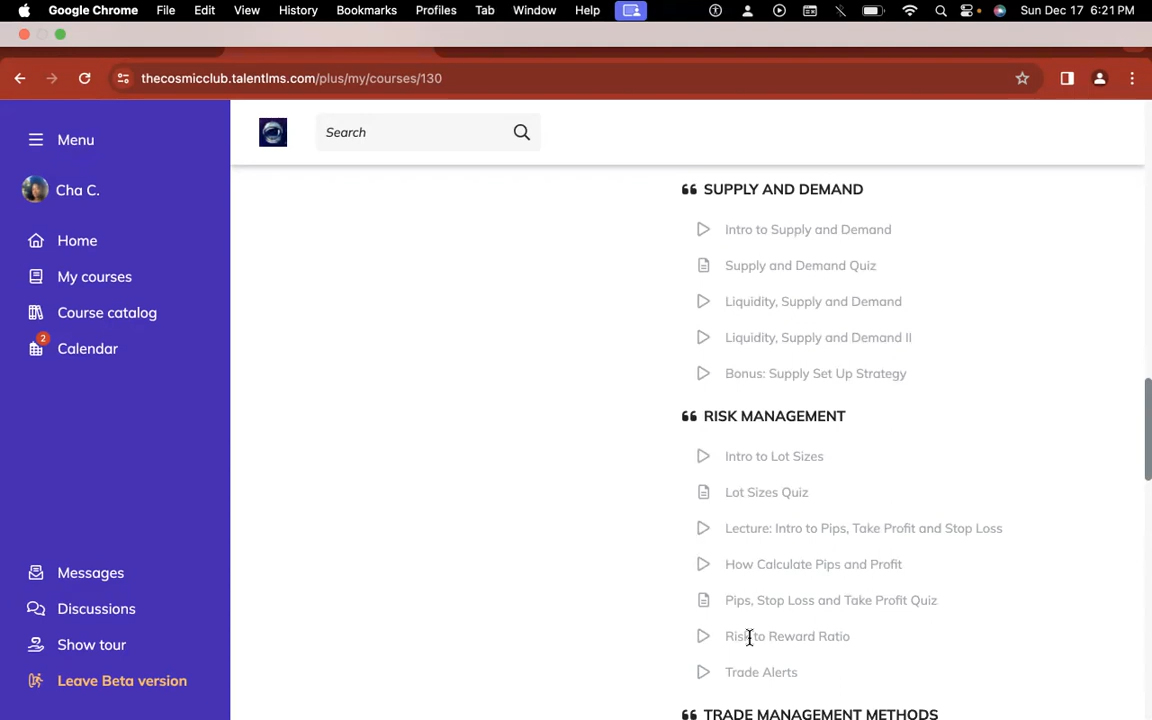 Google Chrome File Edit View History Bookmarks Profiles Tab Window Help Sun Dec 17 6:21 PM
thecosmicclub.talentlms.com/plus/my/courses/130
Menu
Cha C.
Home
My courses
Course catalog
2
Calendar
Messages
Discussions
Show tour
Leave Beta version
Search
SUPPLY AND DEMAND
Intro to Supply and Demand
Supply and Demand Quiz
Liquidity, Supply and Demand
Liquidity, Supply and Demand II
Bonus: Supply Set Up Strategy
RISK MANAGEMENT
Intro to Lot Sizes
Lot Sizes Quiz
Lecture: Intro to Pips, Take Profit and Stop Loss
How Calculate Pips and Profit
Pips, Stop Loss and Take Profit Quiz
Risk to Reward Ratio
Trade Alerts
TRADE MANAGEMENT METHODS